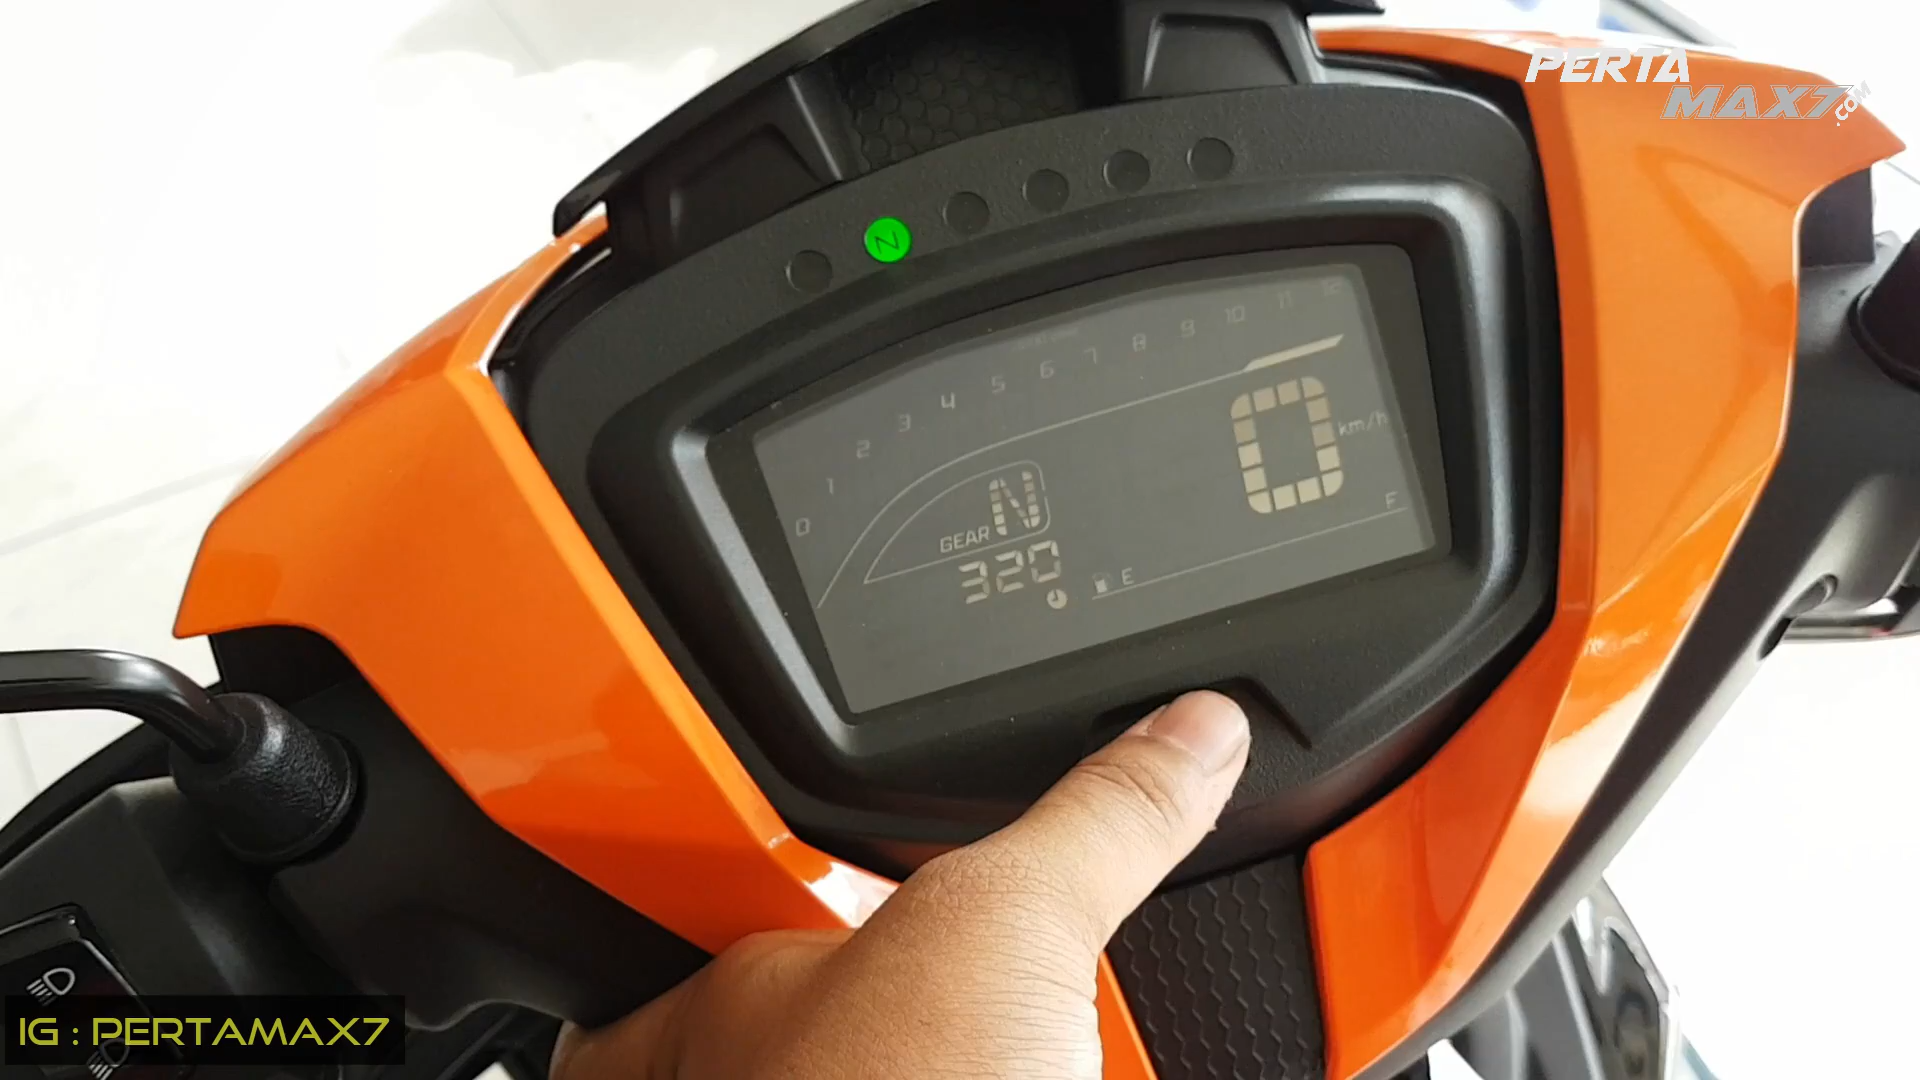 PERTA
MAX7.COM
N
0 1 2 3 4 5 6 7 8 9 10 11 12
0 km/h
GEAR N
320
E F
IG : PERTAMAX7